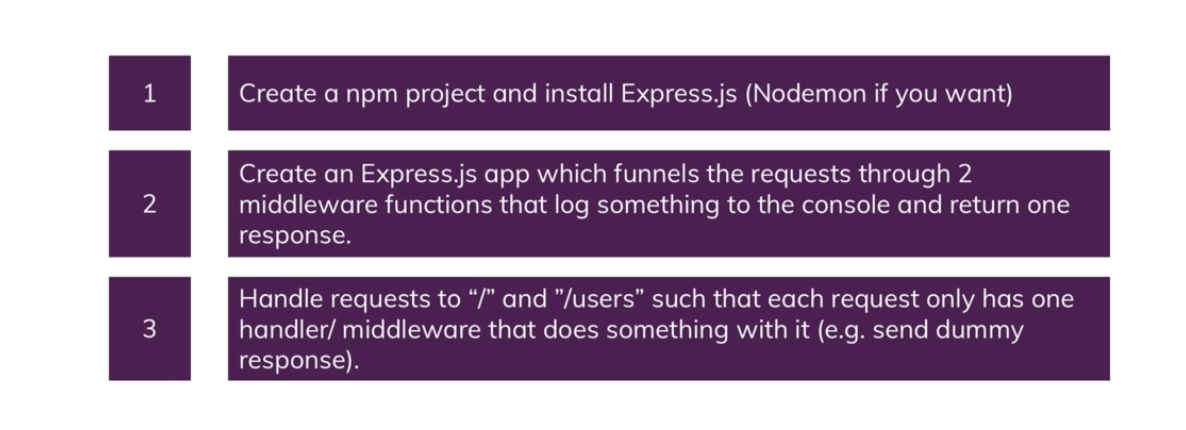 1
Create a npm project and install Express.js (Nodemon if you want)
2
Create an Express.js app which funnels the requests through 2
middleware functions that log something to the console and return one
response.
3
Handle requests to “/” and ”/users” such that each request only has one
handler/ middleware that does something with it (e.g. send dummy
response).